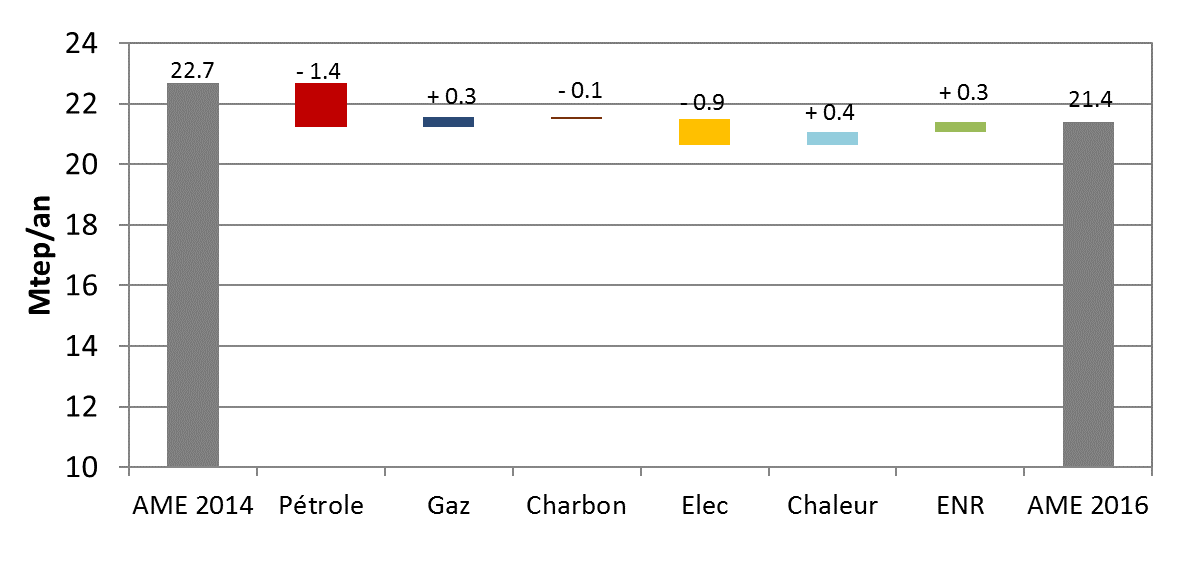 24
22
20
18
16
14
12
10
Mtep/an
22.7
- 1.4
+ 0.3
- 0.1
- 0.9
+ 0.4
+ 0.3
21.4
AME 2014
Pétrole
Gaz
Charbon
Elec
Chaleur
ENR
AME 2016